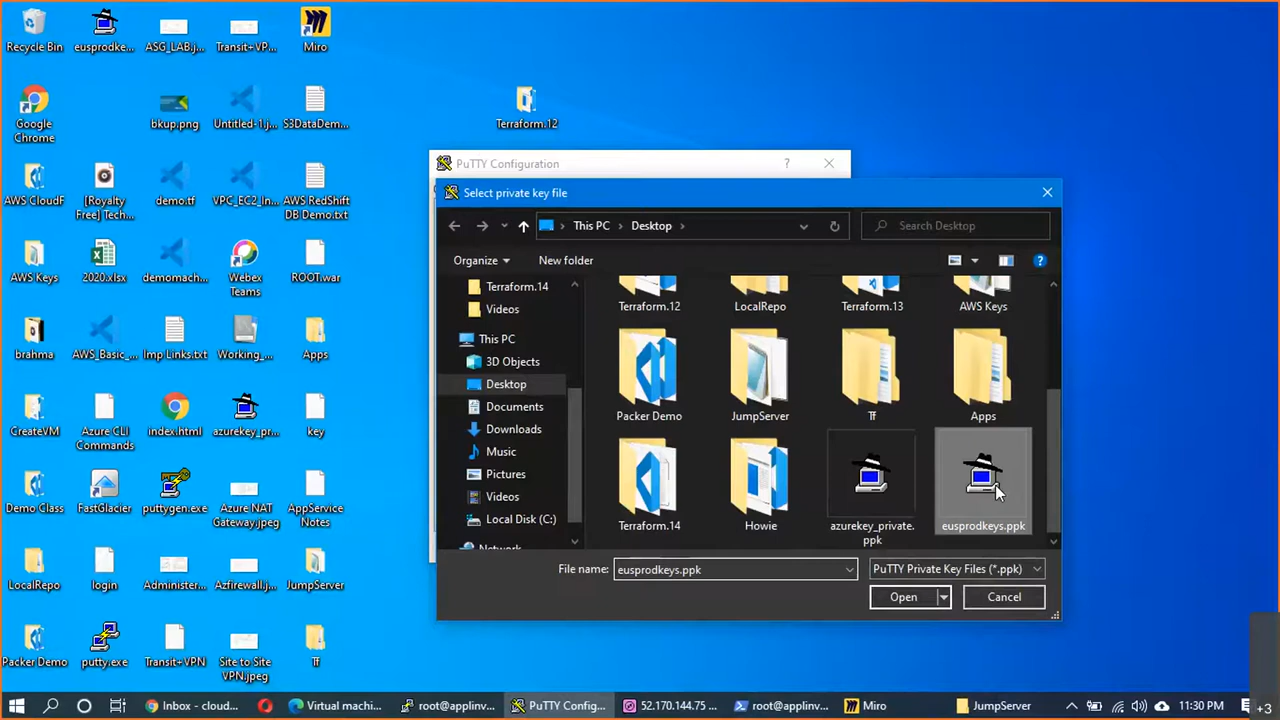 Recycle Bin
eusprodke...
ASG_LAB.j...
Transit+VP...
Miro
Google
Chrome
bkup.png
Untitled-1.j...
S3DataDem...
Terraform.12
AWS CloudF
[Royalty
Free] Tech...
demo.tf
VPC_EC2_In...
AWS RedShift
DB Demo.txt
AWS Keys
2020.xlsx
demomach...
Webex
Teams
ROOT.war
brahma
AWS_Basic_...
Imp Links.txt
Working_...
Apps
CreateVM
Azure CLI
Commands
index.html
azurekey_pr...
key
Demo Class
FastGlacier
puttygen.exe
Azure NAT
Gateway.jpeg
AppService
Notes
LocalRepo
login
Administer...
Azfirewall.j...
JumpServer
Packer Demo
putty.exe
Transit+VPN
Site to Site
VPN.jpeg
Tf
PuTTY Configuration
?
Select private key file
This PC
Desktop
Search Desktop
Organize
New folder
?
Terraform.14
Videos
This PC
3D Objects
Desktop
Documents
Downloads
Music
Pictures
Videos
Local Disk (C:)
Network
Terraform.12
LocalRepo
Terraform.13
AWS Keys
Packer Demo
JumpServer
Tf
Apps
Terraform.14
Howie
azurekey_private.
ppk
eusprodkeys.ppk
File name:
eusprodkeys.ppk
PuTTY Private Key Files (*.ppk)
Open
Cancel
Inbox - cloud...
Virtual machi...
root@applinv...
PuTTY Config...
52.170.144.75 ...
root@applinv...
Miro
JumpServer
11:30 PM
+3